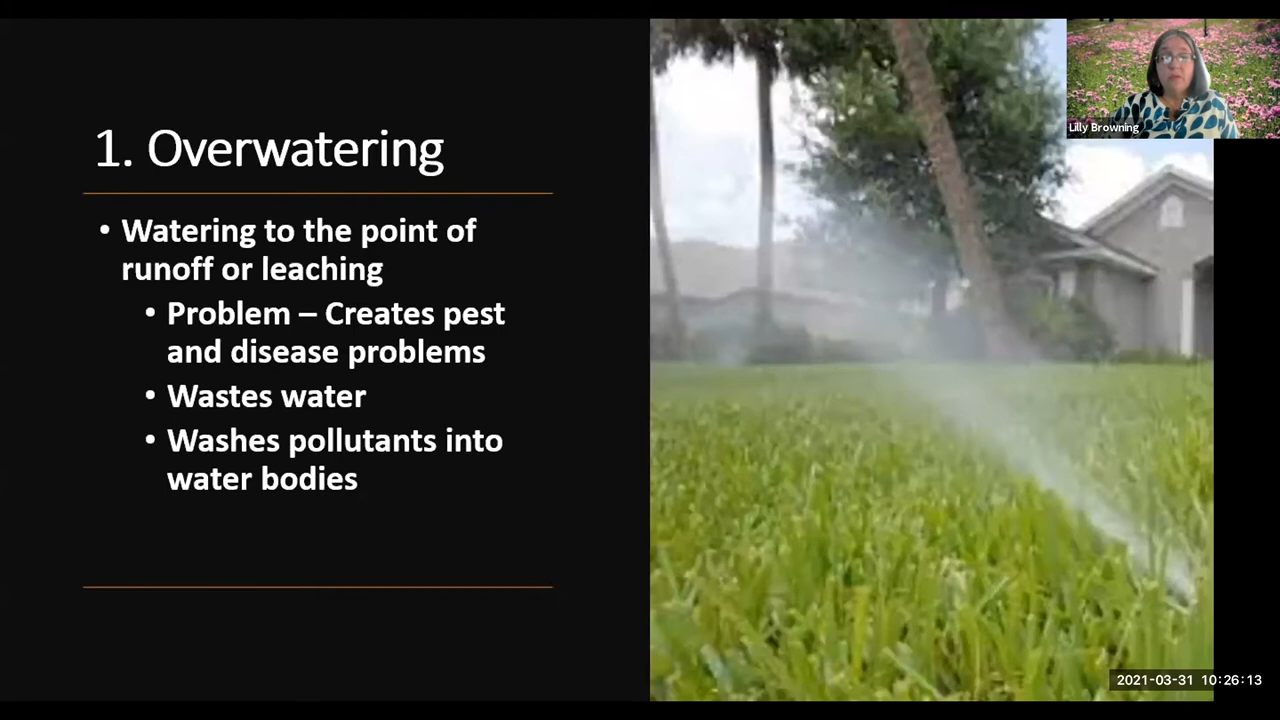 1. Overwatering
• Watering to the point of
runoff or leaching
• Problem – Creates pest
and disease problems
• Wastes water
• Washes pollutants into
water bodies
Lilly Browning
2021-03-31 10:26:13